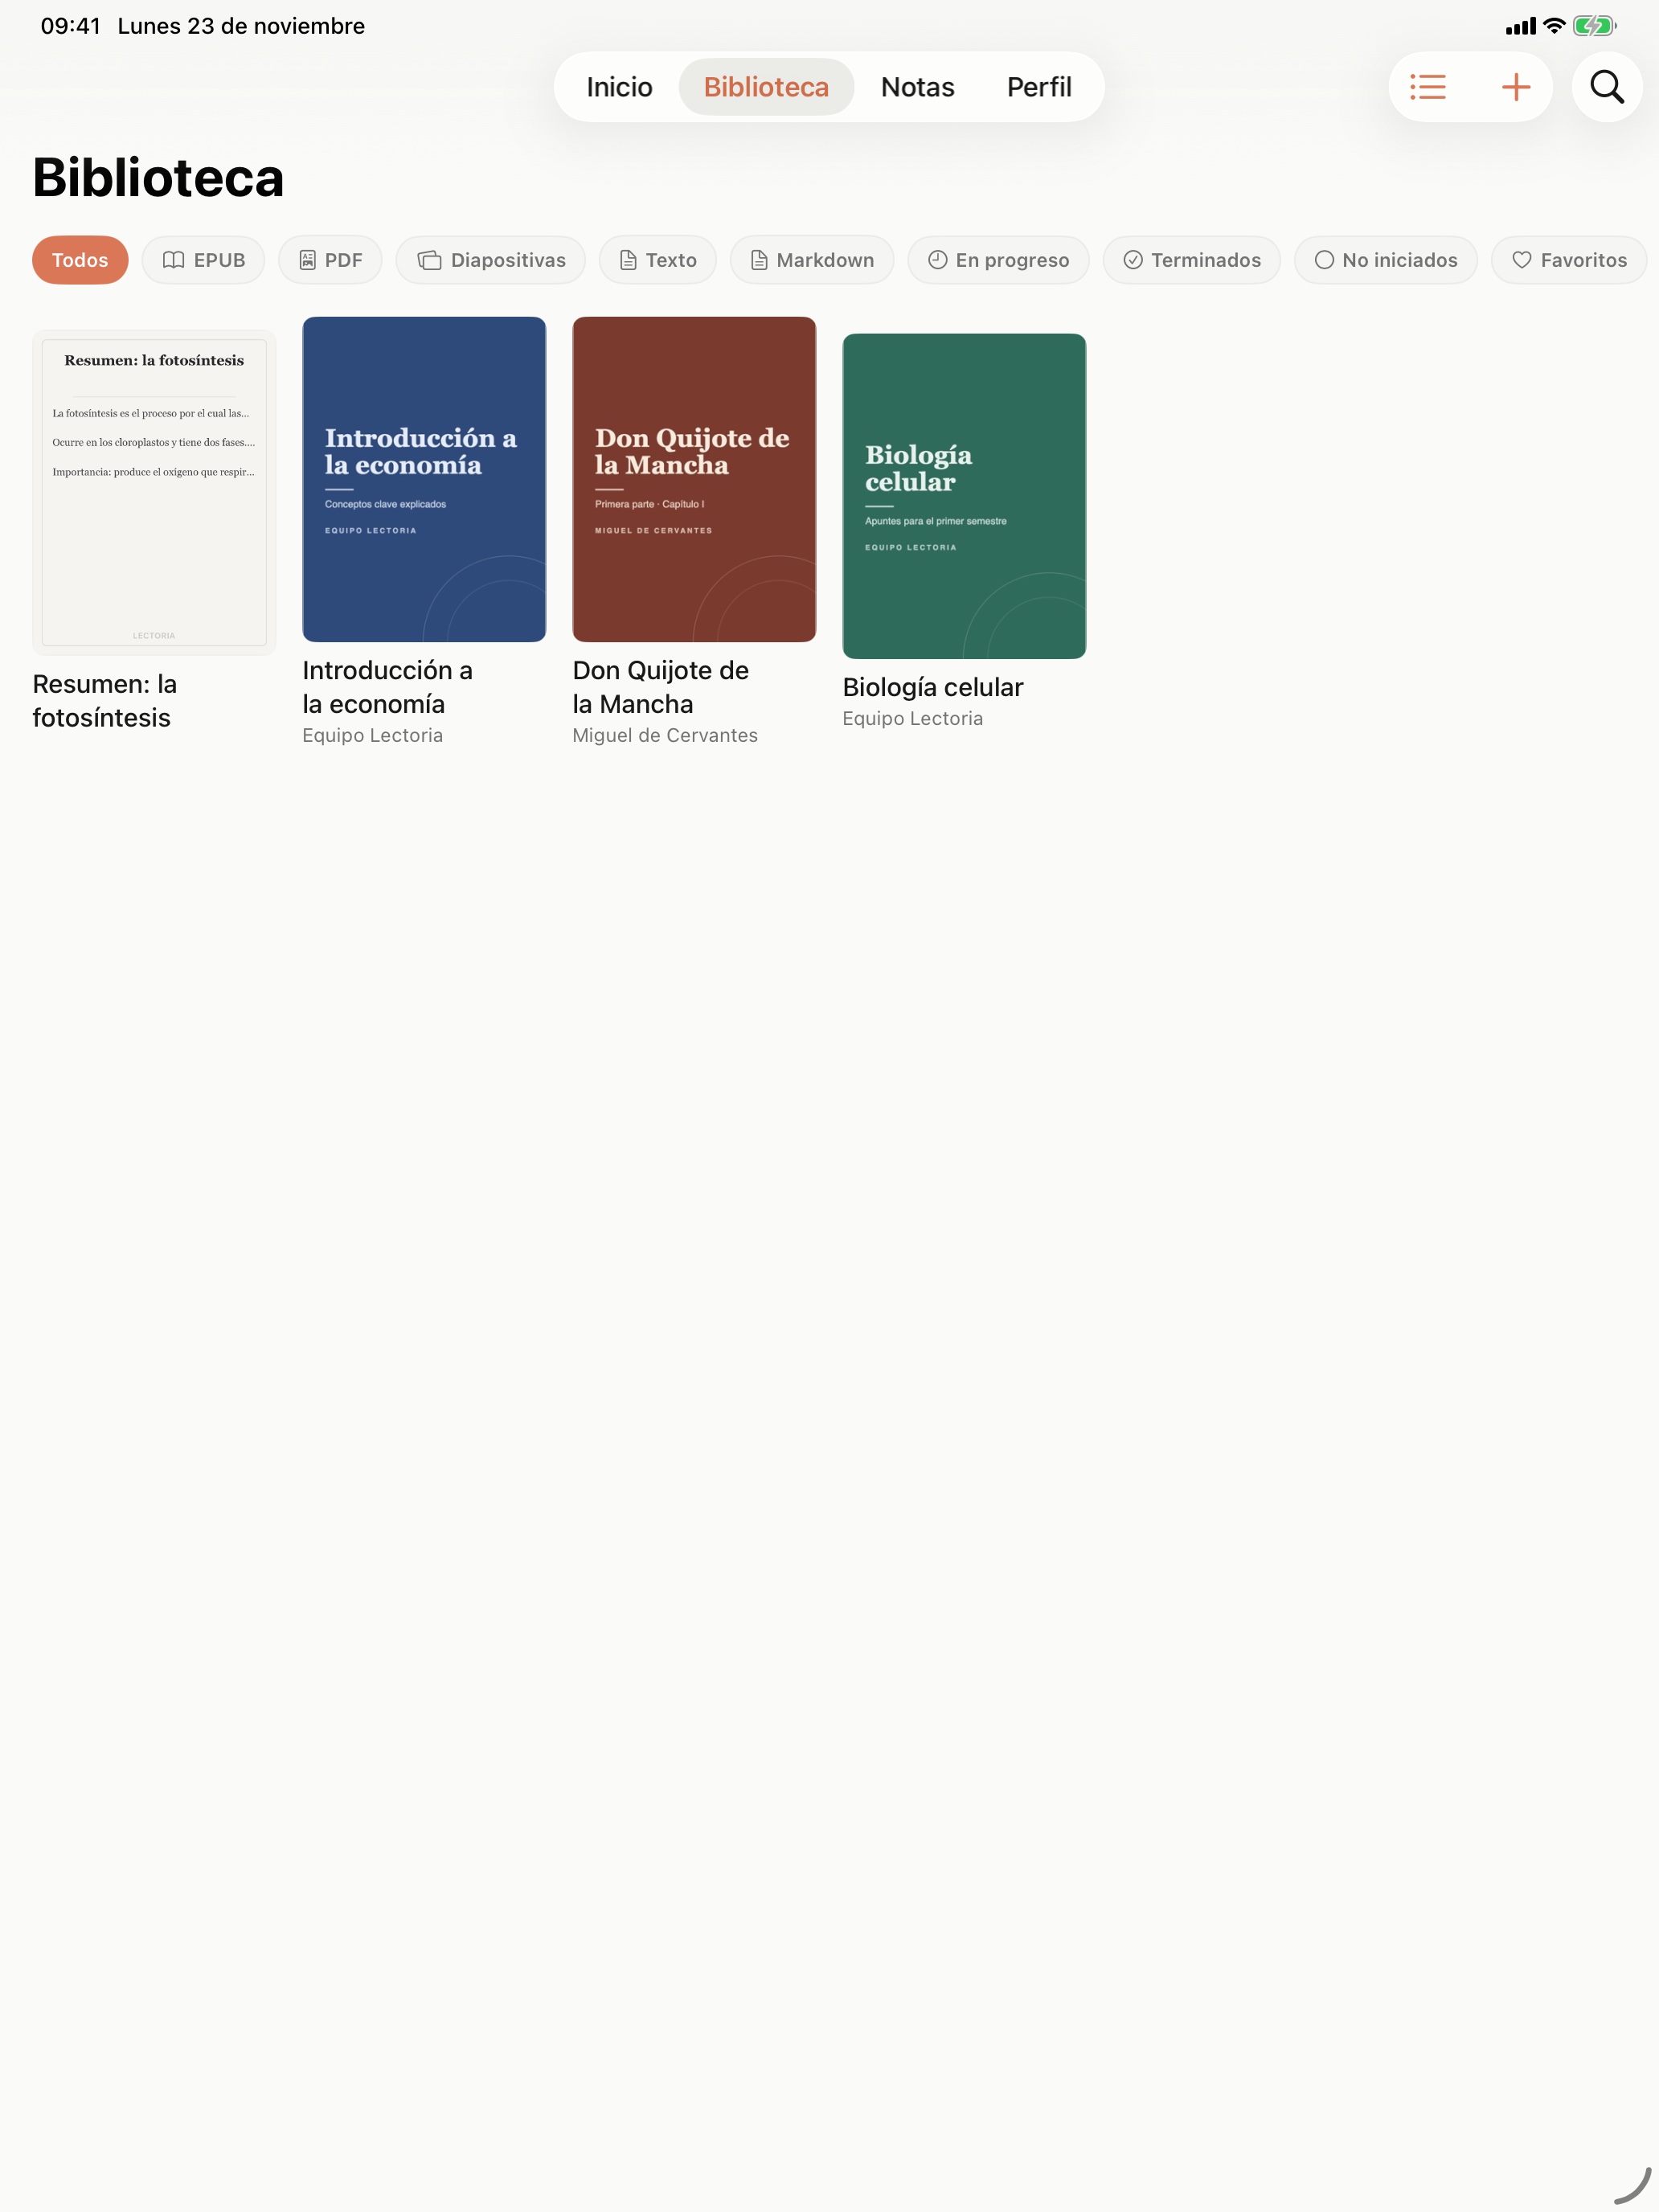 09:41 Lunes 23 de noviembre
Inicio Biblioteca Notas Perfil
Biblioteca
Todos EPUB PDF Diapositivas Texto Markdown En progreso Terminados No iniciados Favoritos
Resumen: la fotosíntesis
La fotosíntesis es el proceso por el cual las...
Ocurre en los cloroplastos y tiene dos fases....
Importancia: produce el oxígeno que respir...
LECTORIA
Resumen: la
fotosíntesis
Introducción a
la economía
Conceptos clave explicados
EQUIPO LECTORIA
Introducción a
la economía
Equipo Lectoria
Don Quijote de
la Mancha
Primera parte · Capítulo I
MIGUEL DE CERVANTES
Don Quijote de
la Mancha
Miguel de Cervantes
Biología
celular
Apuntes para el primer semestre
EQUIPO LECTORIA
Biología celular
Equipo Lectoria